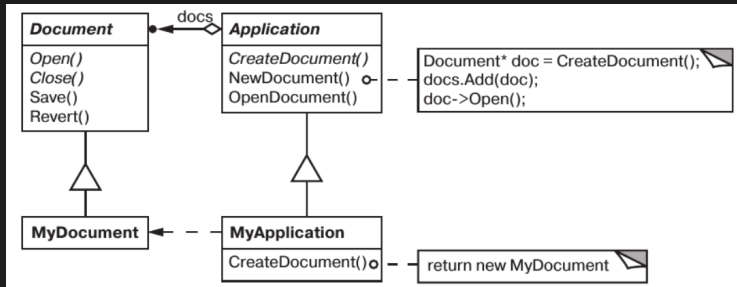 docs
Document
Open()
Close()
Save()
Revert()
Application
CreateDocument()
NewDocument()
OpenDocument()
Document* doc = CreateDocument();
docs.Add(doc);
doc->Open();
MyDocument
MyApplication
CreateDocument()
return new MyDocument